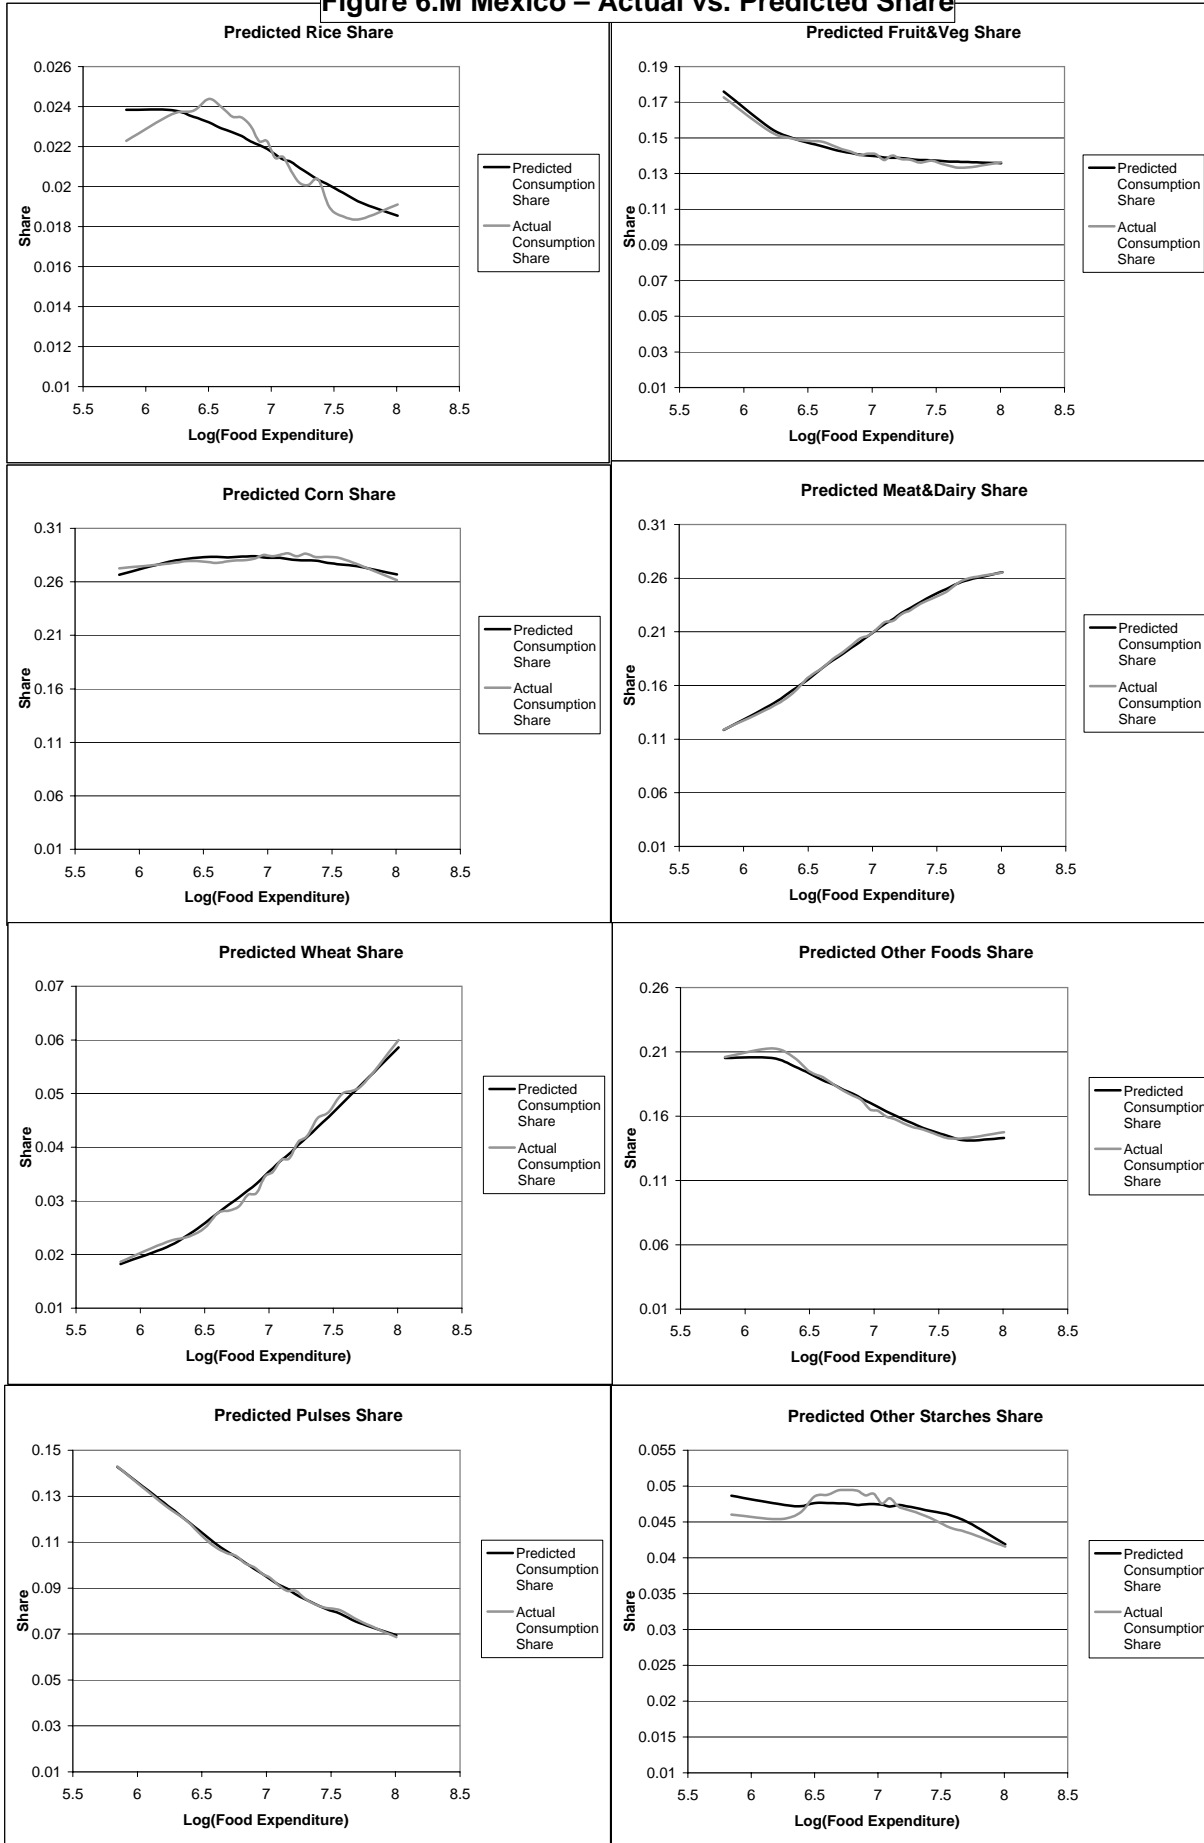 Figure 6.M Mexico – Actual vs. Predicted Share
Predicted Rice Share
0.026
0.024
0.022
0.02
0.018
0.016
0.014
0.012
0.01
5.5 6 6.5 7 7.5 8 8.5
Share
Log(Food Expenditure)
Predicted
Consumption
Share
Actual
Consumption
Share
Predicted Fruit&Veg Share
0.19
0.17
0.15
0.13
0.11
0.09
0.07
0.05
0.03
0.01
5.5 6 6.5 7 7.5 8 8.5
Share
Log(Food Expenditure)
Predicted
Consumption
Share
Actual
Consumption
Share
Predicted Corn Share
0.31
0.26
0.21
0.16
0.11
0.06
0.01
5.5 6 6.5 7 7.5 8 8.5
Share
Log(Food Expenditure)
Predicted
Consumption
Share
Actual
Consumption
Share
Predicted Meat&Dairy Share
0.31
0.26
0.21
0.16
0.11
0.06
0.01
5.5 6 6.5 7 7.5 8 8.5
Share
Log(Food Expenditure)
Predicted
Consumption
Share
Actual
Consumption
Share
Predicted Wheat Share
0.07
0.06
0.05
0.04
0.03
0.02
0.01
5.5 6 6.5 7 7.5 8 8.5
Share
Log(Food Expenditure)
Predicted
Consumption
Share
Actual
Consumption
Share
Predicted Other Foods Share
0.26
0.21
0.16
0.11
0.06
0.01
5.5 6 6.5 7 7.5 8 8.5
Share
Log(Food Expenditure)
Predicted
Consumption
Share
Actual
Consumption
Share
Predicted Pulses Share
0.15
0.13
0.11
0.09
0.07
0.05
0.03
0.01
5.5 6 6.5 7 7.5 8 8.5
Share
Log(Food Expenditure)
Predicted
Consumption
Share
Actual
Consumption
Share
Predicted Other Starches Share
0.055
0.05
0.045
0.04
0.035
0.03
0.025
0.02
0.015
0.01
5.5 6 6.5 7 7.5 8 8.5
Share
Log(Food Expenditure)
Predicted
Consumption
Share
Actual
Consumption
Share